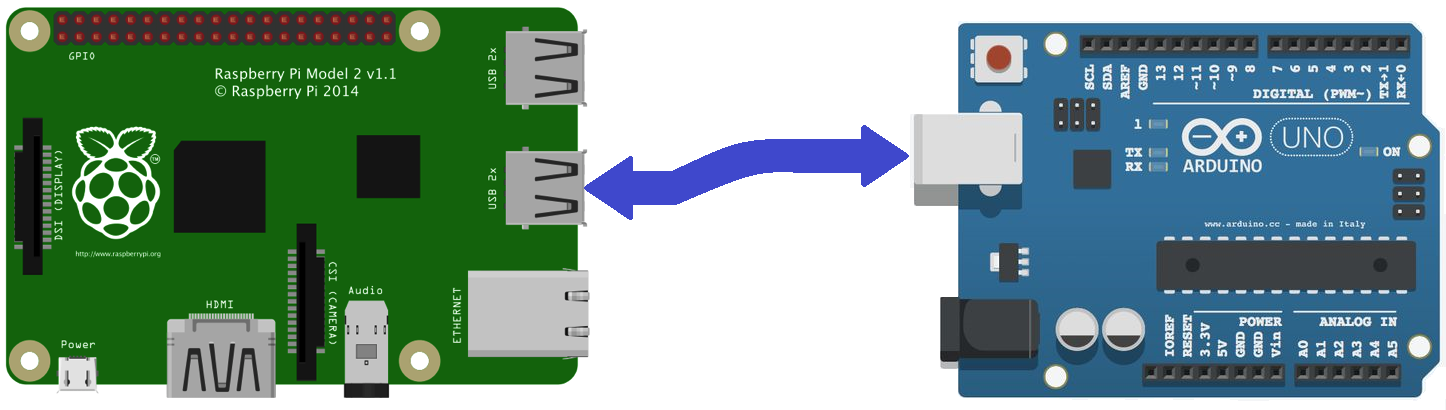 GPIO
Raspberry Pi Model 2 v1.1
© Raspberry Pi 2014
USB 2x
USB 2x
DSI (DISPLAY)
TM
http://www.raspberrypi.org
CSI (CAMERA)
Audio
HDMI
ETHERNET
Power
SCL
SDA
AREF
GND
13
12
~11
~10
~9
8
7
6
5
4
3
2
TX→1
RX←0
DIGITAL (PWM~)
1
TX
RX
UNO
ON
ARDUINO
www.arduino.cc - made in Italy
POWER
ANALOG IN
IOREF
RESET
3.3V
5V
GND
GND
Vin
A0
A1
A2
A3
A4
A5